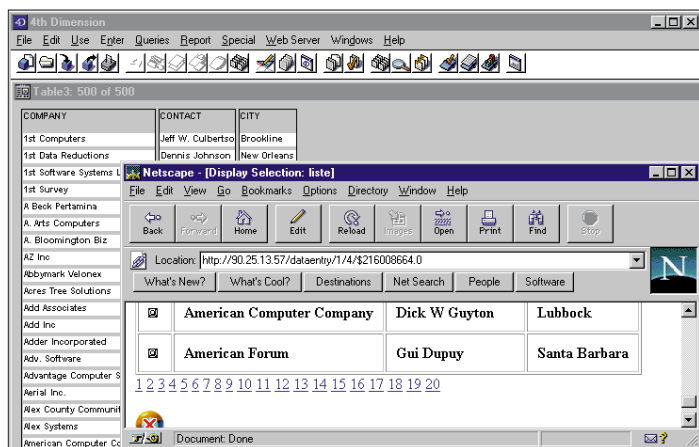 4D 4th Dimension
File Edit Use Enter Queries Report Special Web Server Windows Help
Table3: 500 of 500
COMPANY CONTACT CITY
1st Computers Jeff W. Culbertso Brookline
1st Data Reductions Dennis Johnson New Orleans
1st Software Systems L
1st Survey
A Beck Pertamina
A. Arts Computers
A. Bloomington Biz
AZ Inc
Abbymark Velonex
Acres Tree Solutions
Add Associates
Add Inc
Adder Incorporated
Adv. Software
Advantage Computer S
Aerial Inc.
Alex County Communit
Alex Systems
American Computer Co
Netscape - [Display Selection: liste]
File Edit View Go Bookmarks Options Directory Window Help
Back Forward Home Edit Reload Images Open Print Find Stop
Location: http://90.25.13.57/dataentry/1/4/$216008664.0
N
What's New? What's Cool? Destinations Net Search People Software
American Computer Company Dick W Guyton Lubbock
American Forum Gui Dupuy Santa Barbara
1 2 3 4 5 6 7 8 9 10 11 12 13 14 15 16 17 18 19 20
Document: Done